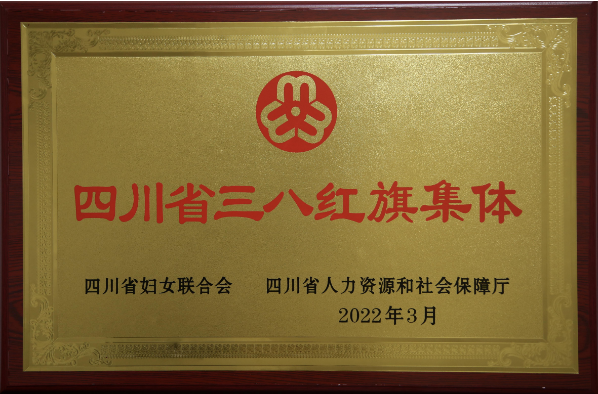 四川省三八红旗集体
四川省妇女联合会 四川省人力资源和社会保障厅
2022年3月